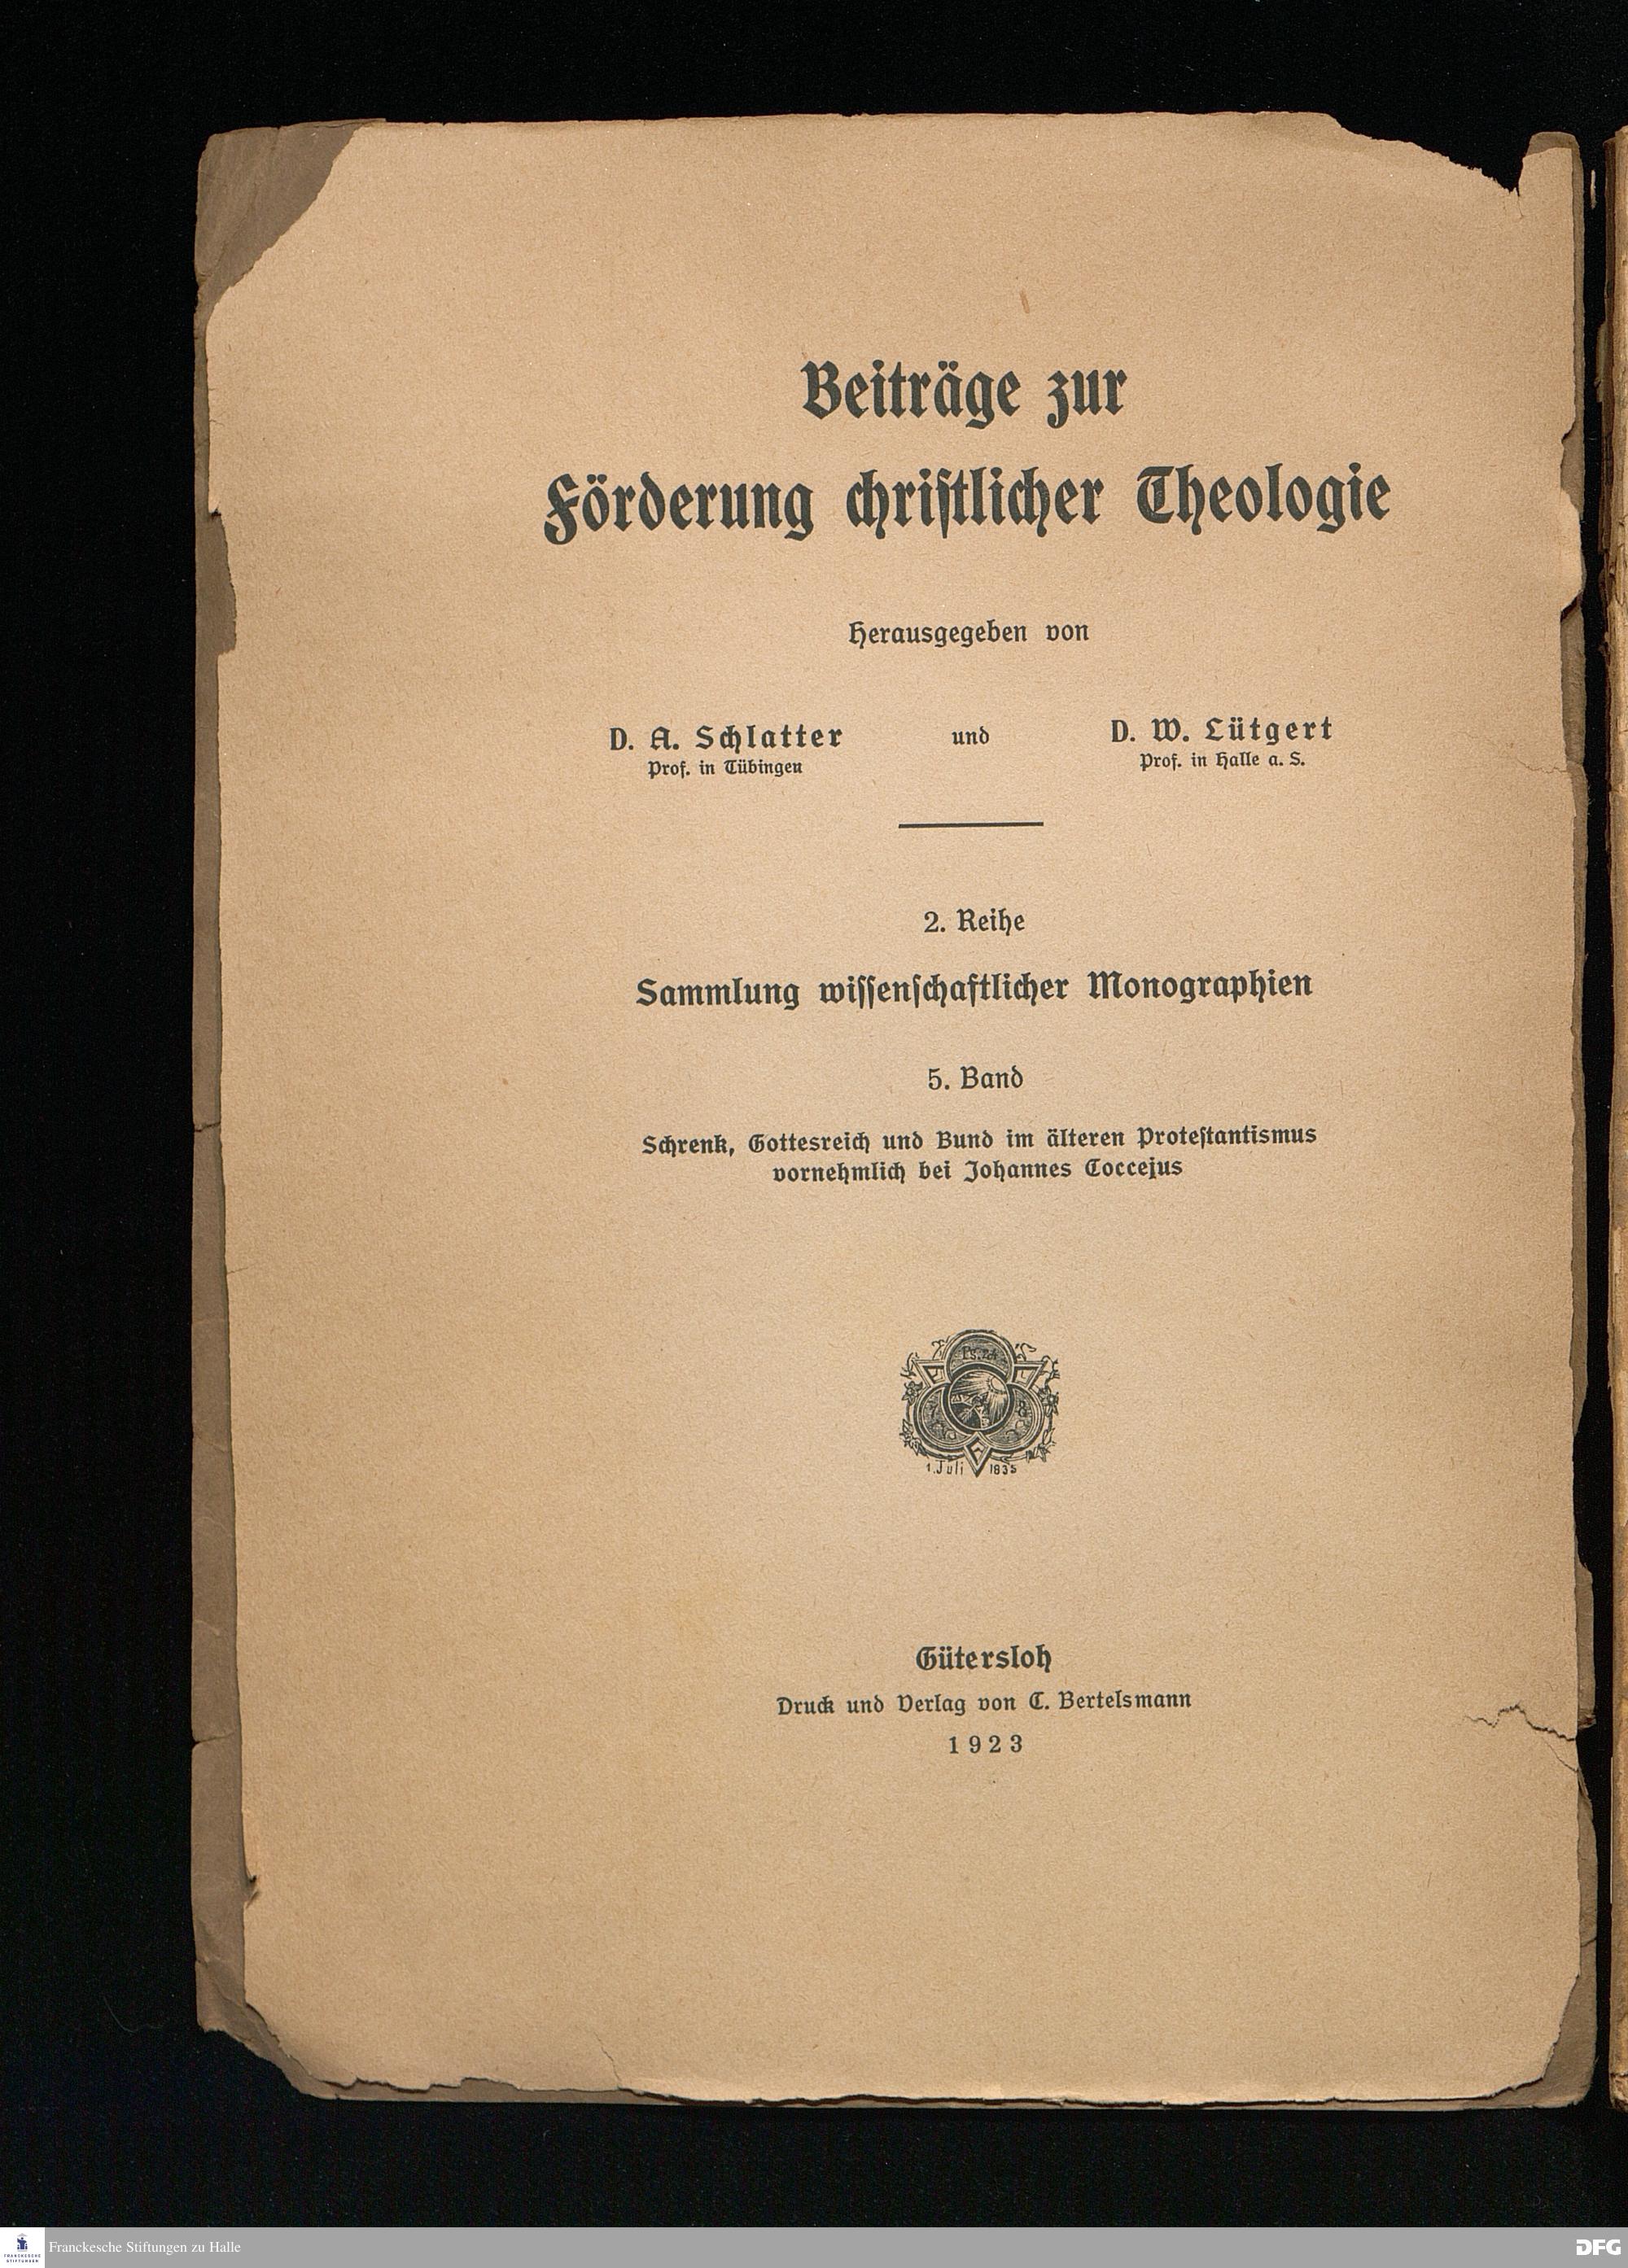 Beiträge zur
Förderung christlicher Theologie
Herausgegeben von
D. A. Schlatter und D. W. Lütgert
Prof. in Tübingen Prof. in Halle a. S.
2. Reihe
Sammlung wissenschaftlicher Monographien
5. Band
Schrenk, Gottesreich und Bund im älteren Protestantismus
vornehmlich bei Johannes Coccejus
1. Juli 1835
Gütersloh
Druck und Verlag von C. Bertelsmann
1923
FRANCKESCHE
STIFTUNGEN
Franckesche Stiftungen zu Halle
DFG